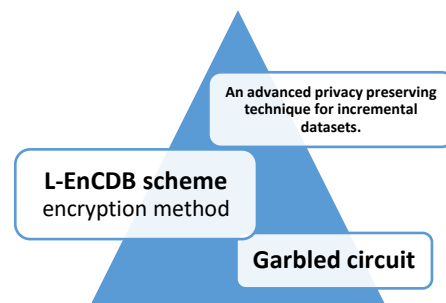 An advanced privacy preserving
technique for incremental
datasets.
L-EnCDB scheme
encryption method
Garbled circuit